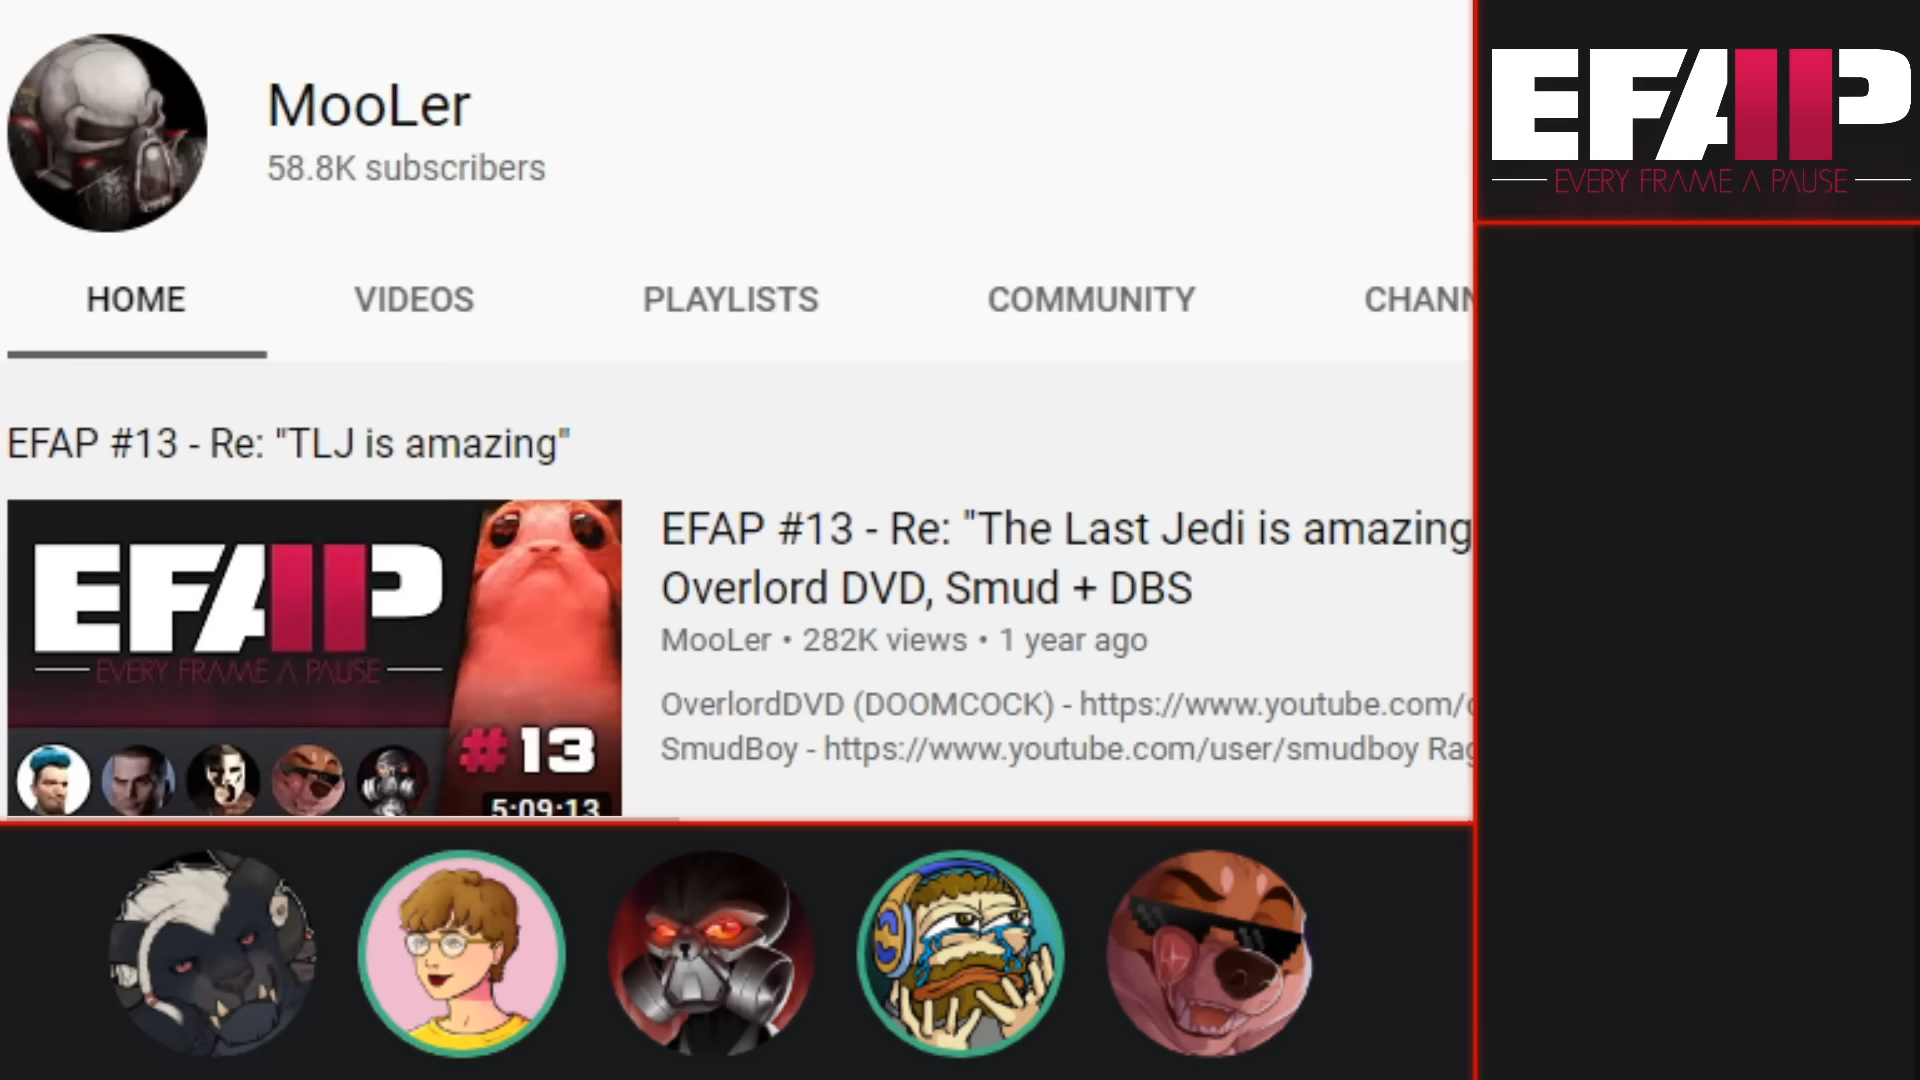 MooLer
58.8K subscribers
HOME VIDEOS PLAYLISTS COMMUNITY CHANN
EFAP #13 - Re: "TLJ is amazing"
EFAP
EVERY FRAME A PAUSE
#13
5:09:13
EFAP #13 - Re: "The Last Jedi is amazing
Overlord DVD, Smud + DBS
MooLer • 282K views • 1 year ago
OverlordDVD (DOOMCOCK) - https://www.youtube.com/c
SmudBoy - https://www.youtube.com/user/smudboy Rag
EFAP
EVERY FRAME A PAUSE